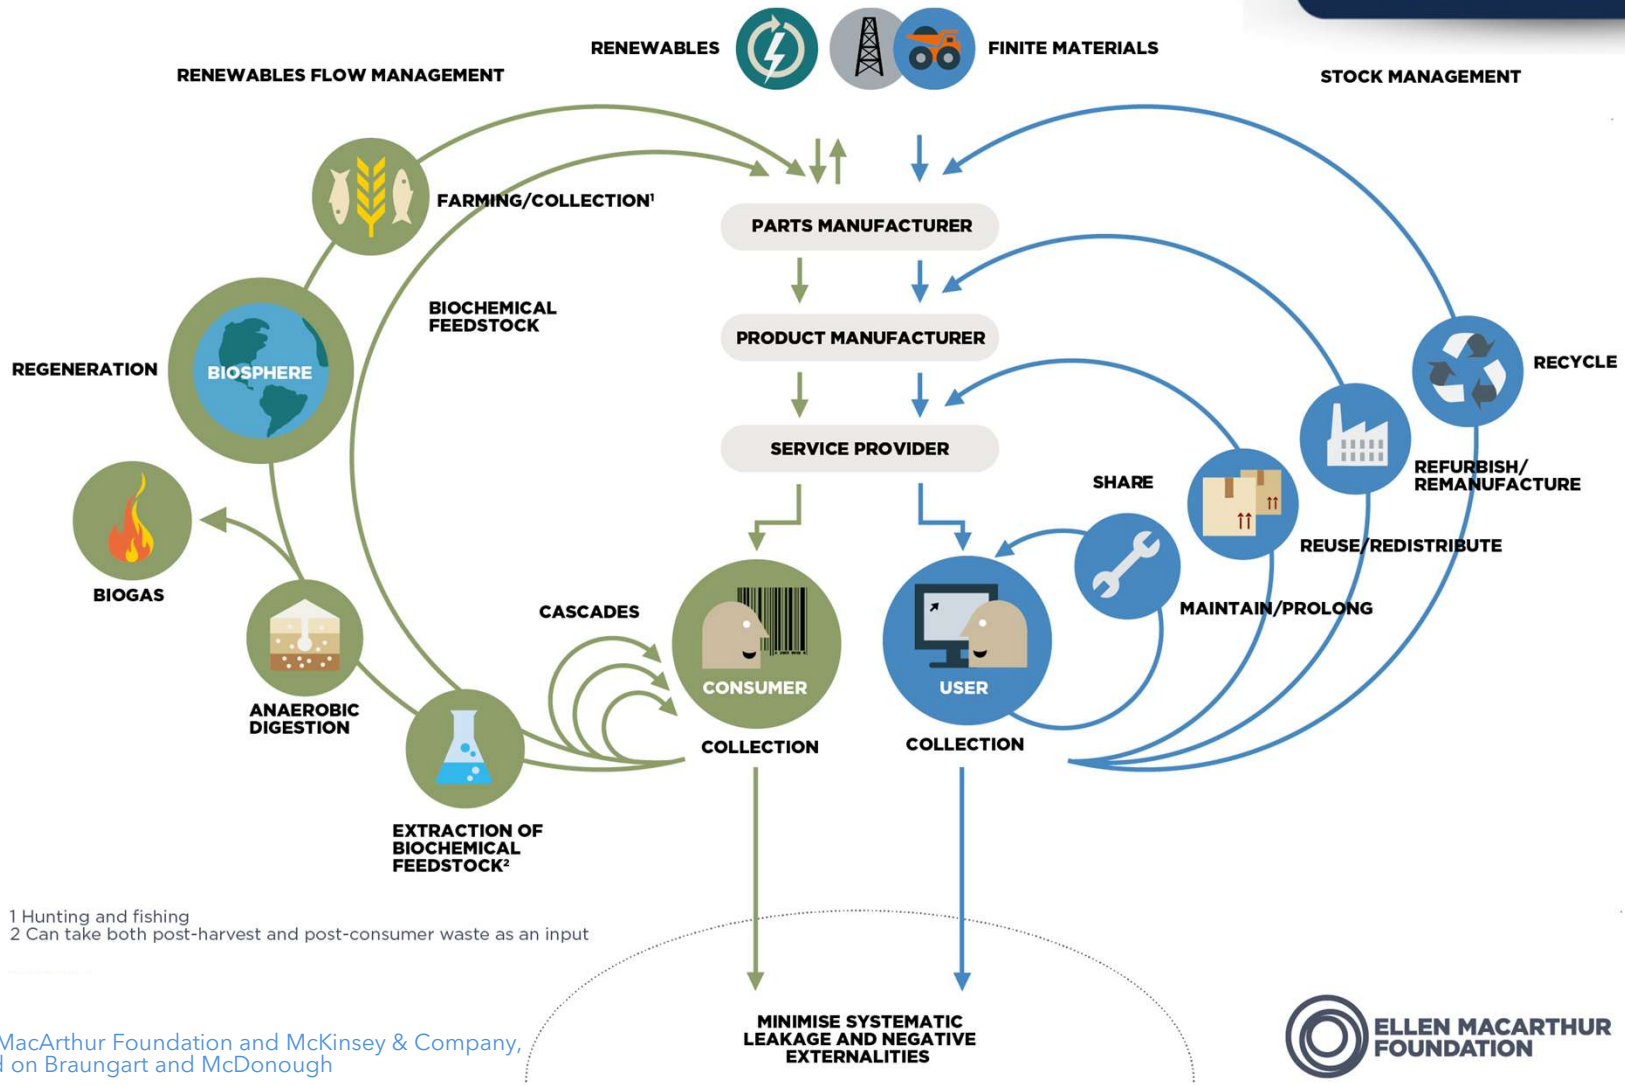 RENEWABLES
FINITE MATERIALS
RENEWABLES FLOW MANAGEMENT
STOCK MANAGEMENT
FARMING/COLLECTION¹
PARTS MANUFACTURER
BIOCHEMICAL
FEEDSTOCK
PRODUCT MANUFACTURER
REGENERATION
BIOSPHERE
RECYCLE
SERVICE PROVIDER
SHARE
REFURBISH/
REMANUFACTURE
REUSE/REDISTRIBUTE
BIOGAS
CASCADES
MAINTAIN/PROLONG
CONSUMER
USER
ANAEROBIC
DIGESTION
COLLECTION
COLLECTION
EXTRACTION OF
BIOCHEMICAL
FEEDSTOCK²
1 Hunting and fishing
2 Can take both post-harvest and post-consumer waste as an input
MINIMISE SYSTEMATIC
LEAKAGE AND NEGATIVE
EXTERNALITIES
MacArthur Foundation and McKinsey & Company,
on Braungart and McDonough
ELLEN MACARTHUR
FOUNDATION